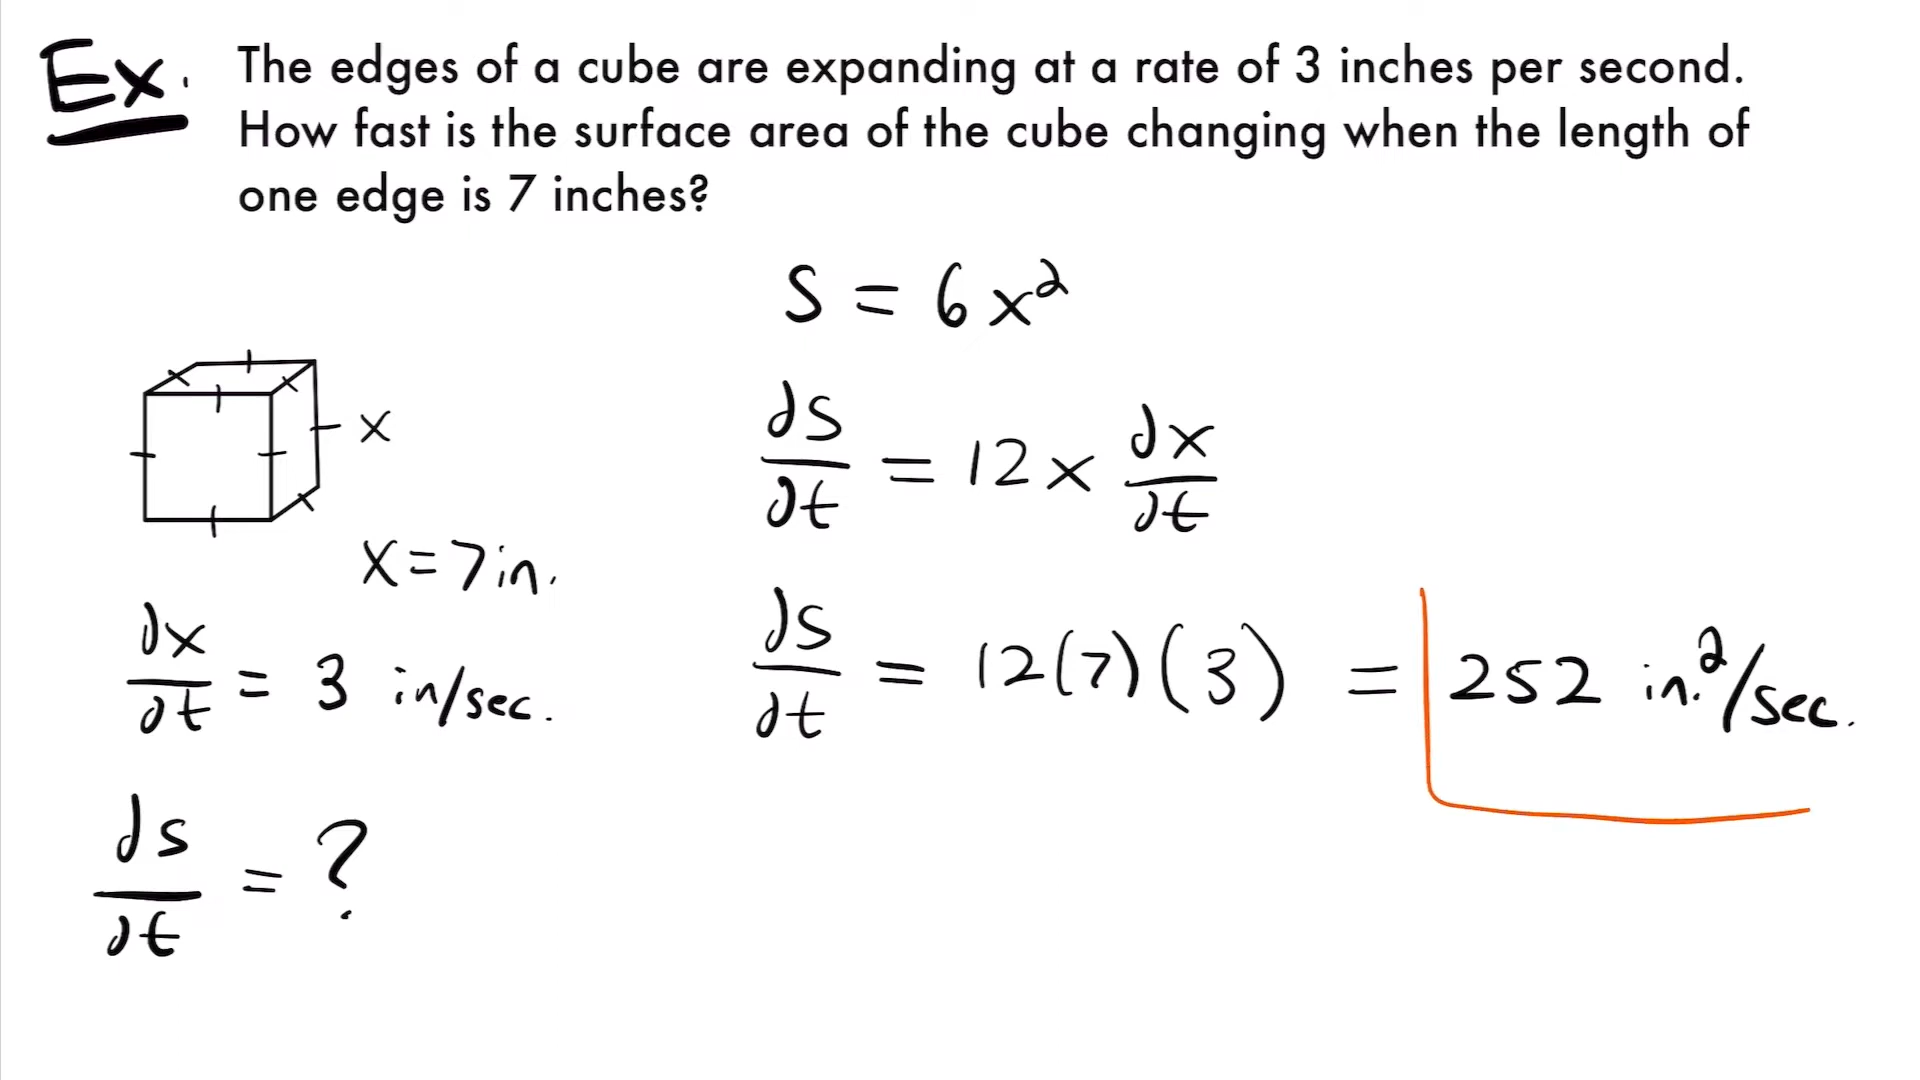 Ex. The edges of a cube are expanding at a rate of 3 inches per second.
How fast is the surface area of the cube changing when the length of
one edge is 7 inches?
S = 6x²
x
x = 7 in.
dx/dt = 3 in/sec.
ds/dt = ?
ds/dt = 12x dx/dt
ds/dt = 12(7)(3) = 252 in.²/sec.